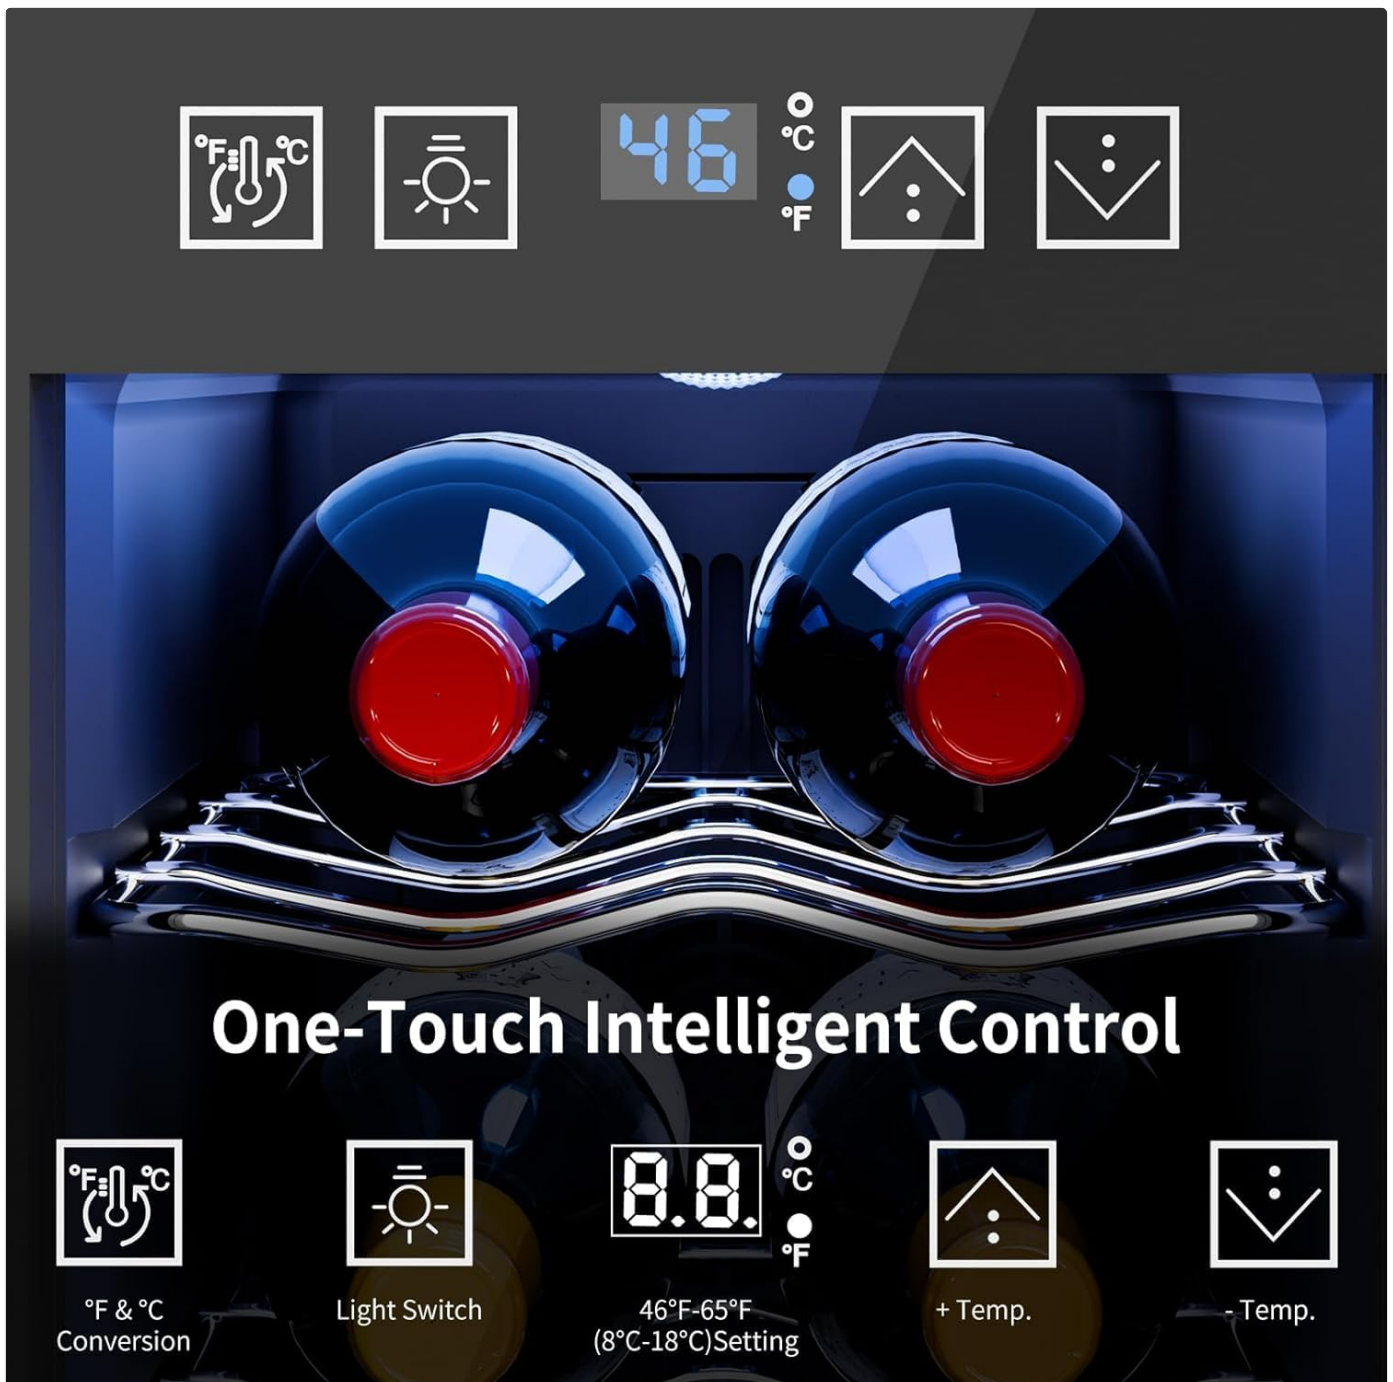 °F °C
46
°C
°F
One-Touch Intelligent Control
°F °C
8.8.
°C
°F
°F & °C
Conversion
Light Switch
46°F-65°F
(8°C-18°C)Setting
+ Temp.
- Temp.